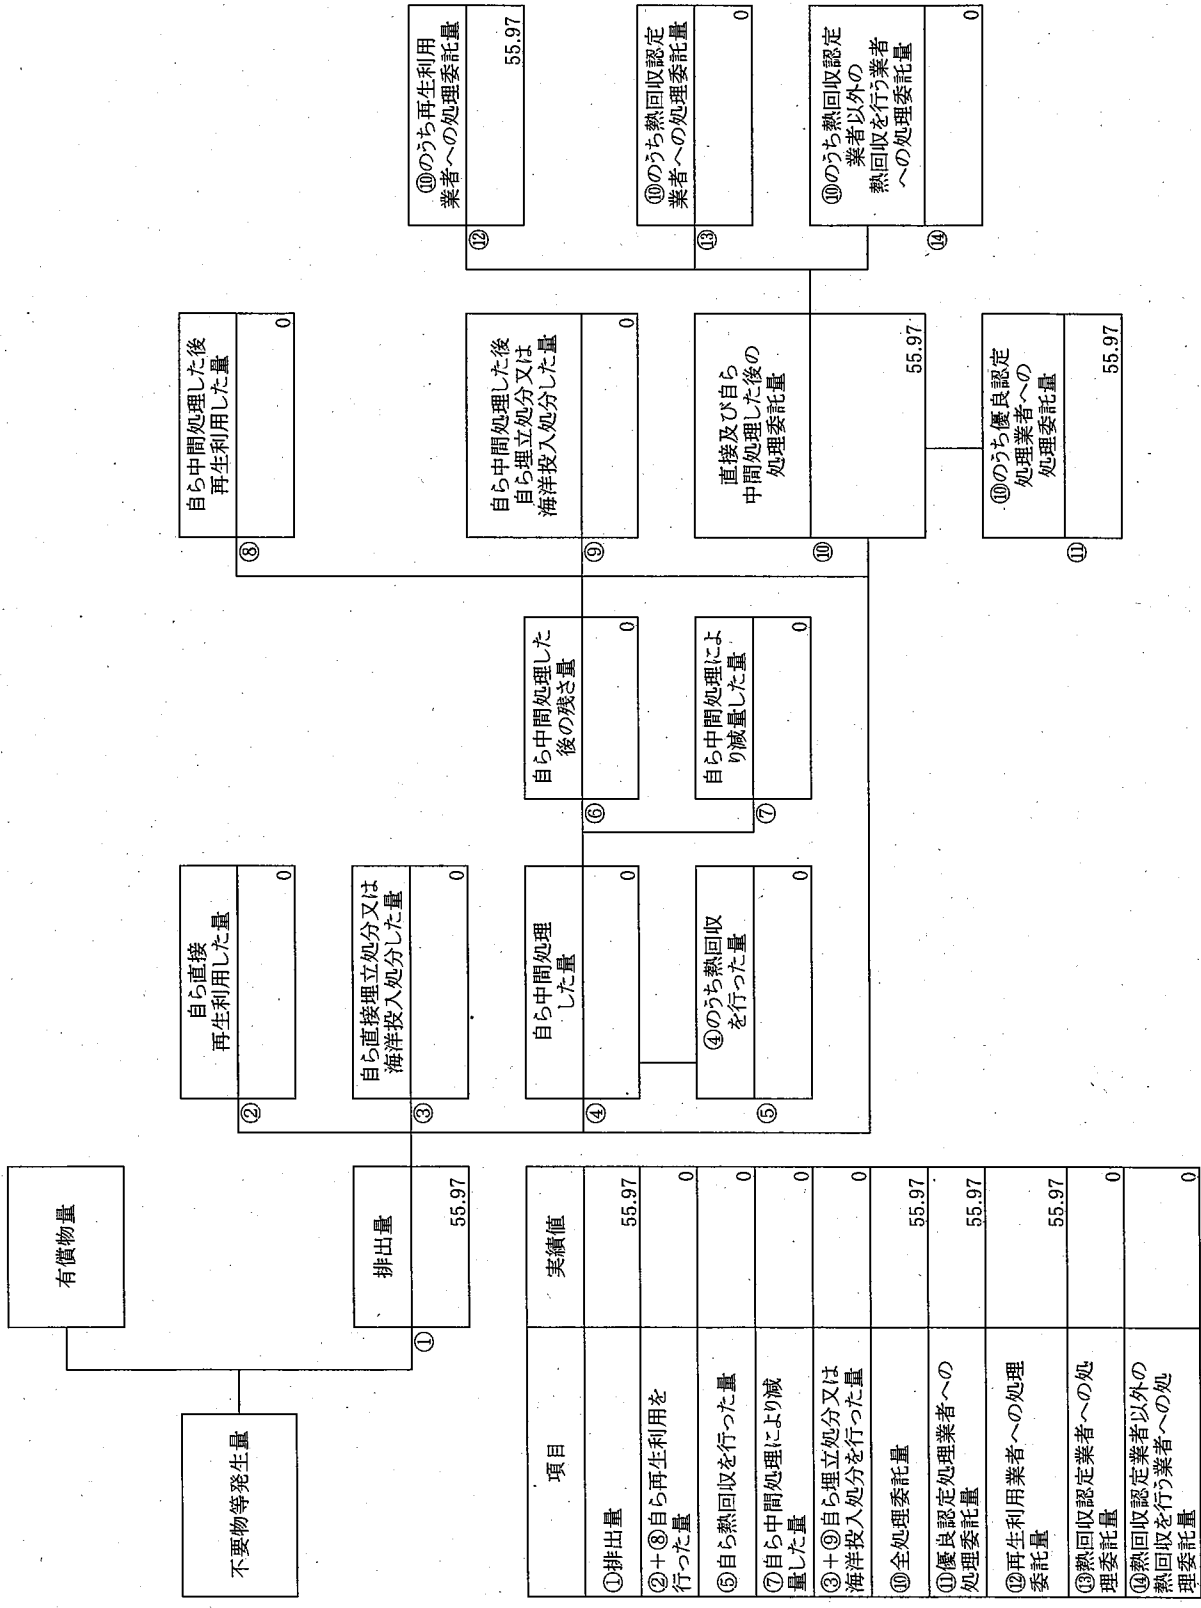 不要物等発生量
有償物量
排出量
①
55.97
自ら直接
再生利用した量
②
0
自ら直接埋立処分又は
海洋投入処分した量
③
0
自ら中間処理
した量
④
0
④のうち熱回収
を行った量
⑤
0
自ら中間処理した
後の残さ量
⑥
0
自ら中間処理によ
り減量した量
⑦
0
自ら中間処理した後
再生利用した量
⑧
0
自ら中間処理した後
自ら埋立処分又は
海洋投入処分した量
⑨
0
直接及び自ら
中間処理した後の
処理委託量
⑩
55.97
⑩のうち優良認定
処理業者への
処理委託量
⑪
55.97
⑩のうち再生利用
業者への処理委託量
⑫
55.97
⑩のうち熱回収認定
業者への処理委託量
⑬
0
⑩のうち熱回収認定
業者以外の
熱回収を行う業者
への処理委託量
⑭
0
項目 実績値
①排出量 55.97
②+⑧自ら再生利用を
行った量 0
⑤自ら熱回収を行った量 0
⑦自ら中間処理により減
量した量 0
③+⑨自ら埋立処分又は
海洋投入処分を行った量 0
⑩全処理委託量 55.97
⑪優良認定処理業者への
処理委託量 55.97
⑫再生利用業者への処理
委託量 55.97
⑬熱回収認定業者への処
理委託量 0
⑭熱回収認定業者以外の
熱回収を行う業者への処
理委託量 0